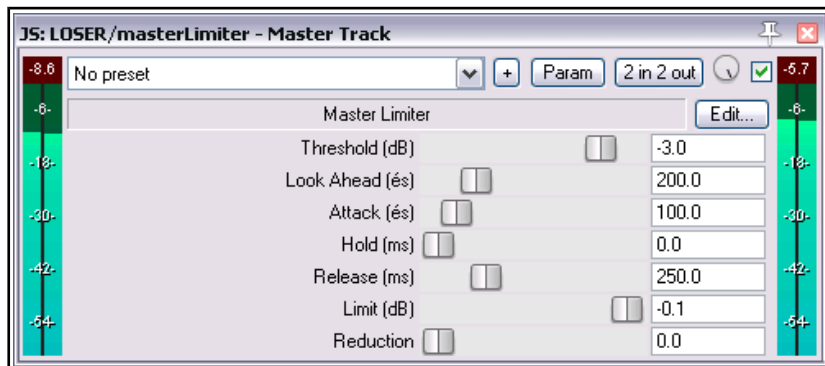 JS: LOSER/masterLimiter - Master Track
-8.6 No preset + Param 2 in 2 out -5.7
-6- Master Limiter Edit... -6-
Threshold (dB) -3.0
-18- -18-
Look Ahead (és) 200.0
-30- Attack (és) 100.0 -30-
Hold (ms) 0.0
-42- Release (ms) 250.0 -42-
Limit (dB) -0.1
-54- -54-
Reduction 0.0